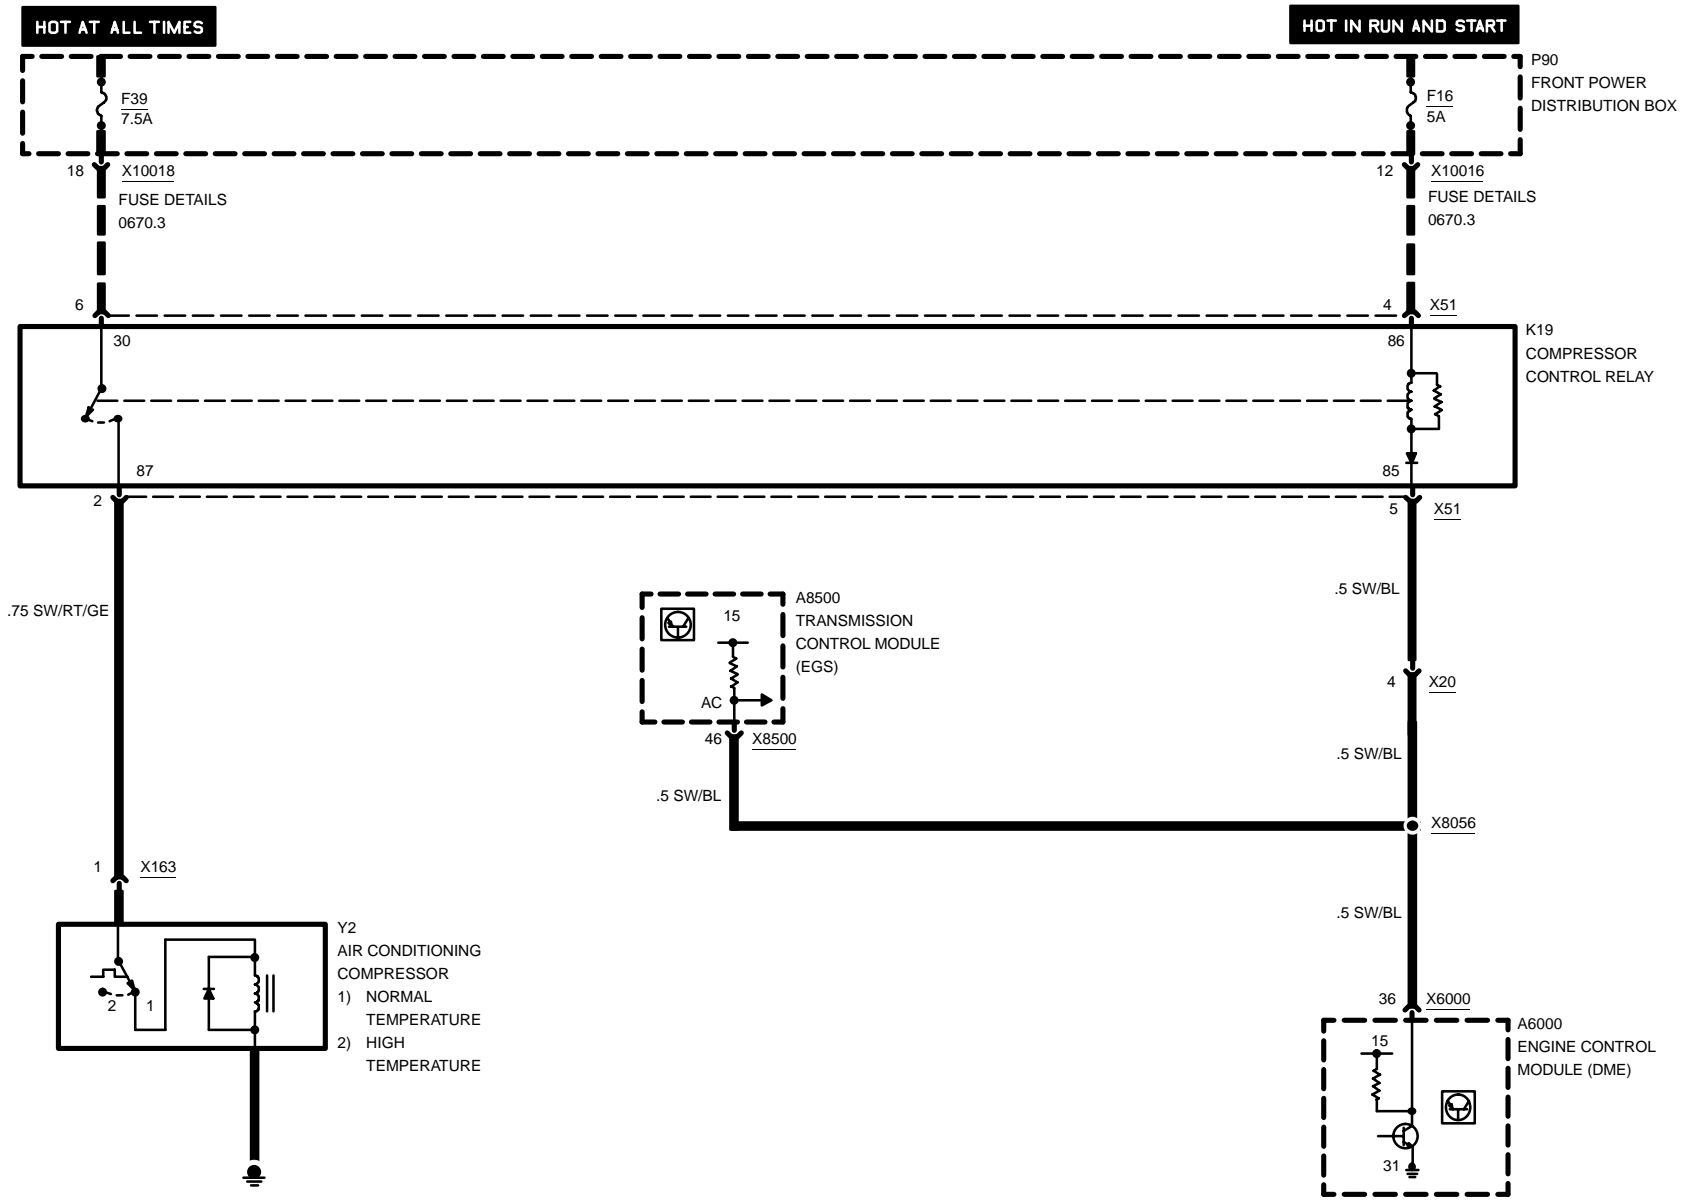 HOT AT ALL TIMES
HOT IN RUN AND START
P90
FRONT POWER
DISTRIBUTION BOX
F39
7.5A
F16
5A
18
X10018
FUSE DETAILS
0670.3
12
X10016
FUSE DETAILS
0670.3
6
4
X51
30
86
K19
COMPRESSOR
CONTROL RELAY
87
85
2
5
X51
.75 SW/RT/GE
.5 SW/BL
15
AC
A8500
TRANSMISSION
CONTROL MODULE
(EGS)
46
X8500
4
X20
.5 SW/BL
.5 SW/BL
X8056
1
X163
.5 SW/BL
2
1
Y2
AIR CONDITIONING
COMPRESSOR
1) NORMAL
TEMPERATURE
2) HIGH
TEMPERATURE
36
X6000
15
31
A6000
ENGINE CONTROL
MODULE (DME)